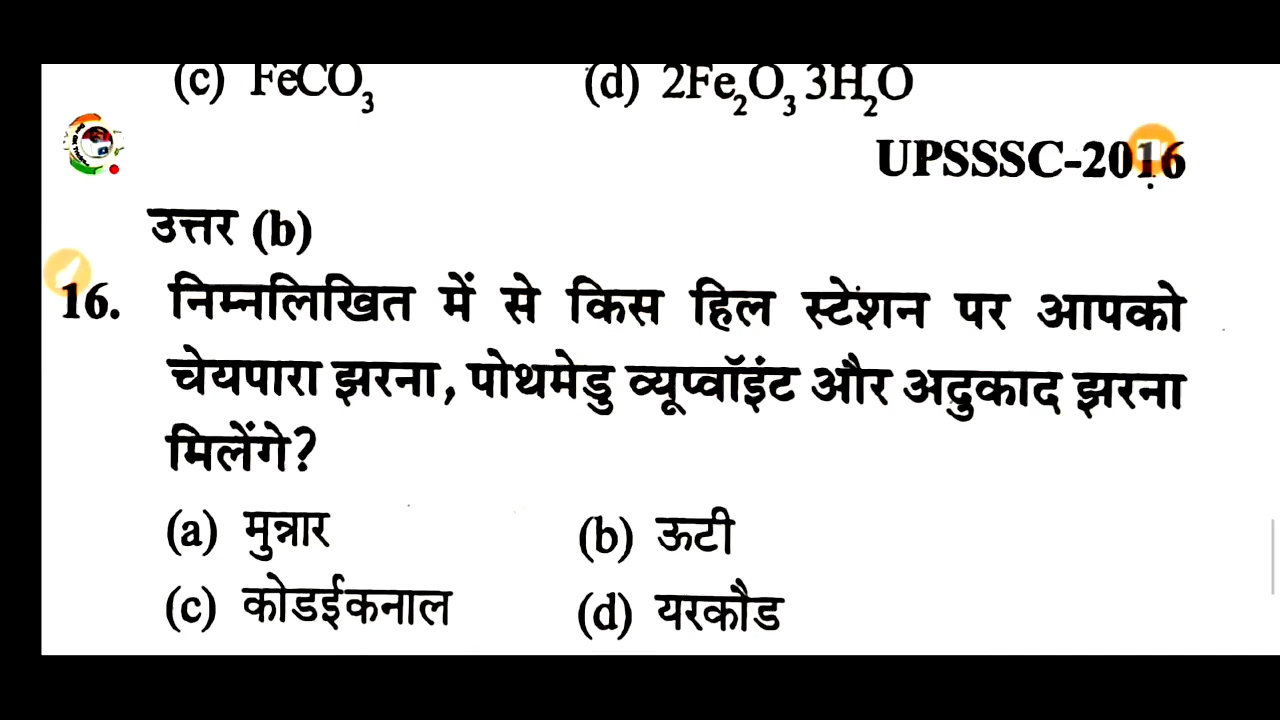 (c) FeCO₃ (d) 2Fe₂O₃ 3H₂O
UPSSSC-2016
उत्तर (b)
16. निम्नलिखित में से किस हिल स्टेशन पर आपको
चेयपारा झरना, पोथमेडु व्यूप्वॉइंट और अदुकाद झरना
मिलेंगे?
(a) मुन्नार (b) ऊटी
(c) कोडईकनाल (d) यरकौड